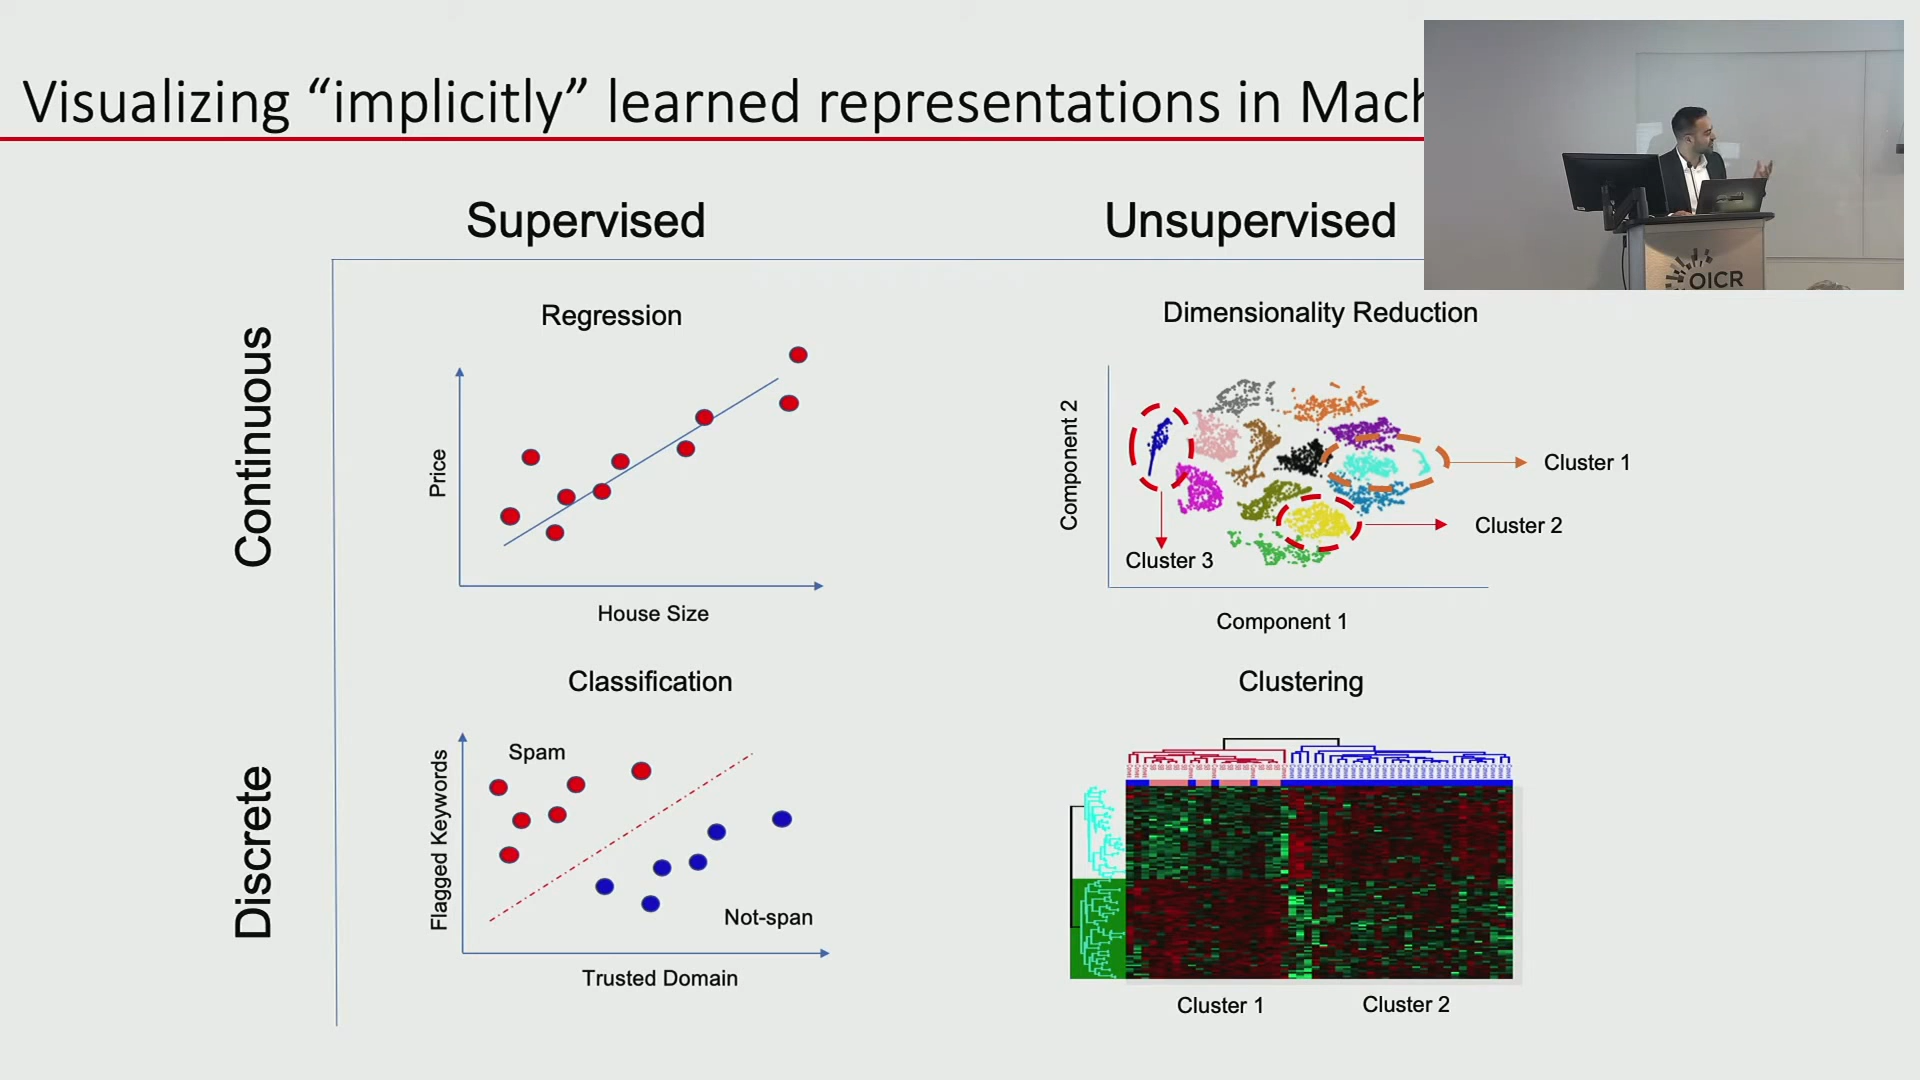 Visualizing “implicitly” learned representations in Mach
Supervised
Unsupervised
OICR
Continuous
Regression
Price
House Size
Dimensionality Reduction
Component 2
Cluster 1
Cluster 2
Cluster 3
Component 1
Discrete
Classification
Flagged Keywords
Spam
Not-span
Trusted Domain
Clustering
Cluster 1
Cluster 2